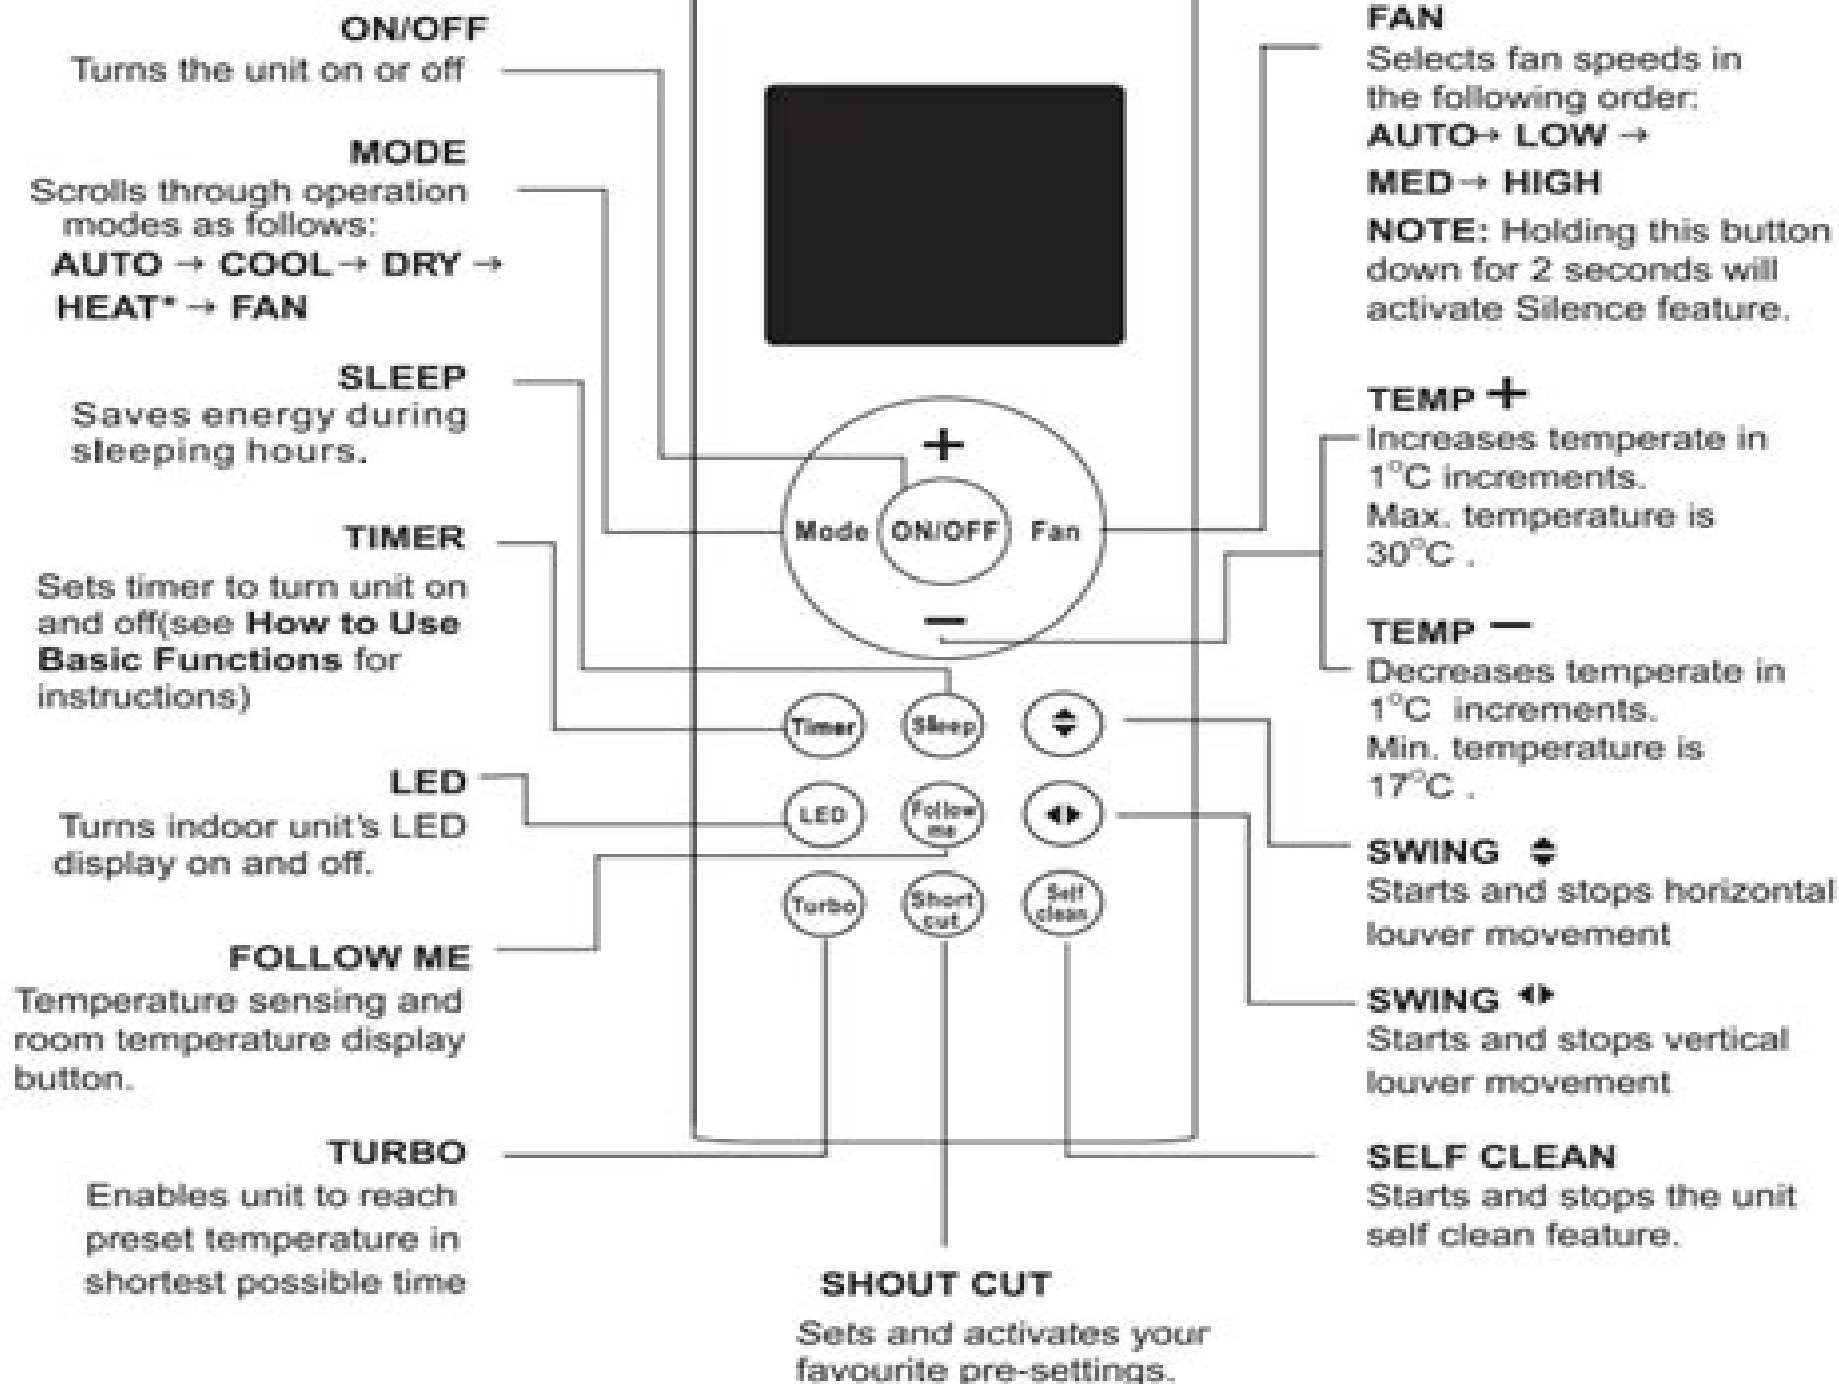 ON/OFF
Turns the unit on or off
MODE
Scrolls through operation
modes as follows:
AUTO → COOL → DRY →
HEAT* → FAN
SLEEP
Saves energy during
sleeping hours.
TIMER
Sets timer to turn unit on
and off(see How to Use
Basic Functions for
instructions)
LED
Turns indoor unit's LED
display on and off.
FOLLOW ME
Temperature sensing and
room temperature display
button.
TURBO
Enables unit to reach
preset temperature in
shortest possible time
+
Mode ON/OFF Fan
−
Timer Sleep
LED Follow
me
Turbo Short
cut
Self
clean
SHOUT CUT
Sets and activates your
favourite pre-settings.
FAN
Selects fan speeds in
the following order:
AUTO→ LOW →
MED→ HIGH
NOTE: Holding this button
down for 2 seconds will
activate Silence feature.
TEMP +
Increases temperate in
1°C increments.
Max. temperature is
30°C .
TEMP −
Decreases temperate in
1°C increments.
Min. temperature is
17°C .
SWING
Starts and stops horizontal
louver movement
SWING
Starts and stops vertical
louver movement
SELF CLEAN
Starts and stops the unit
self clean feature.